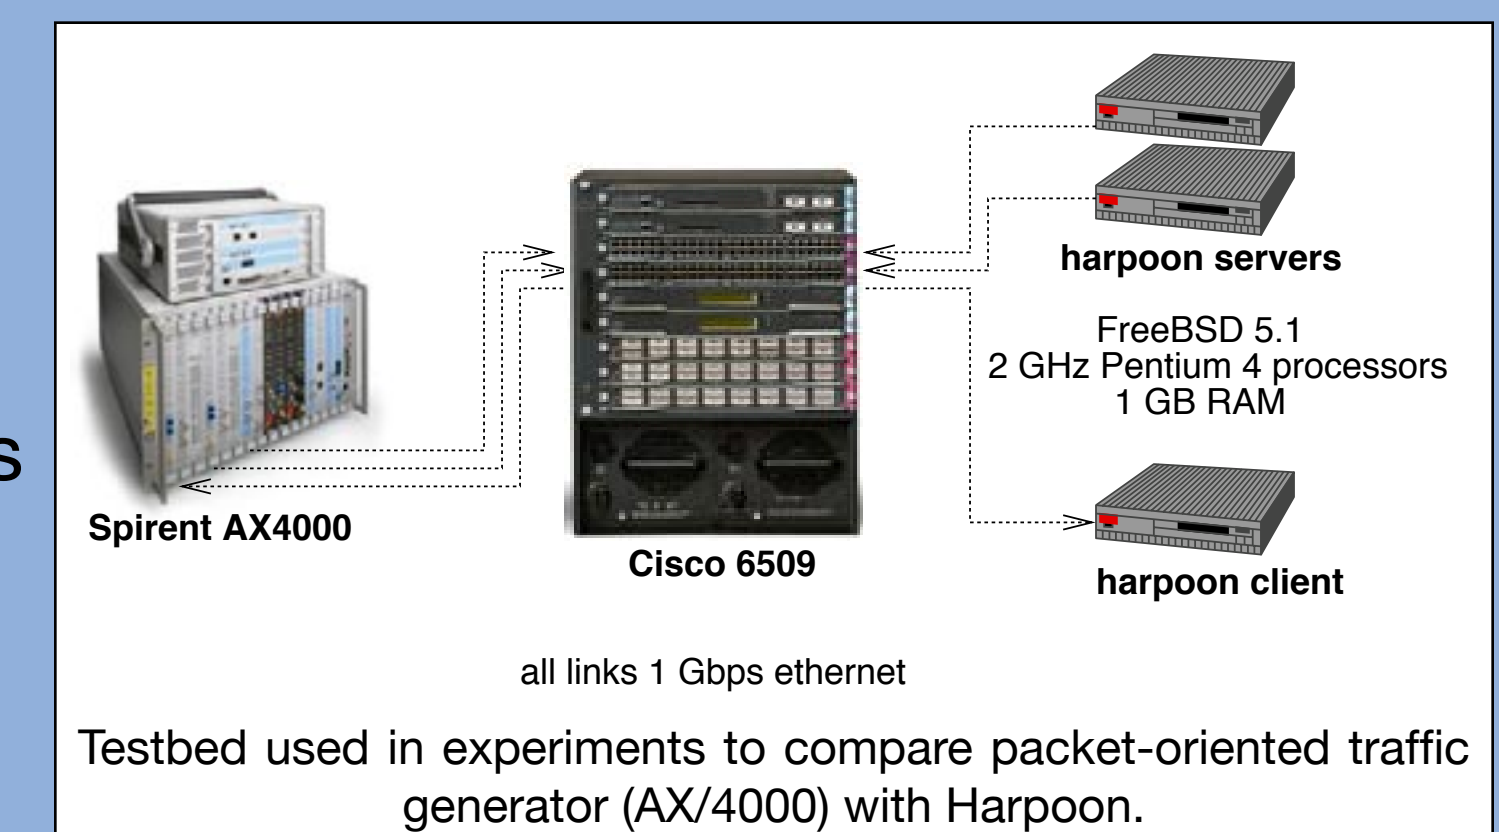 harpoon servers
FreeBSD 5.1
2 GHz Pentium 4 processors
1 GB RAM
s
Spirent AX4000
Cisco 6509
harpoon client
all links 1 Gbps ethernet
Testbed used in experiments to compare packet-oriented traffic
generator (AX/4000) with Harpoon.